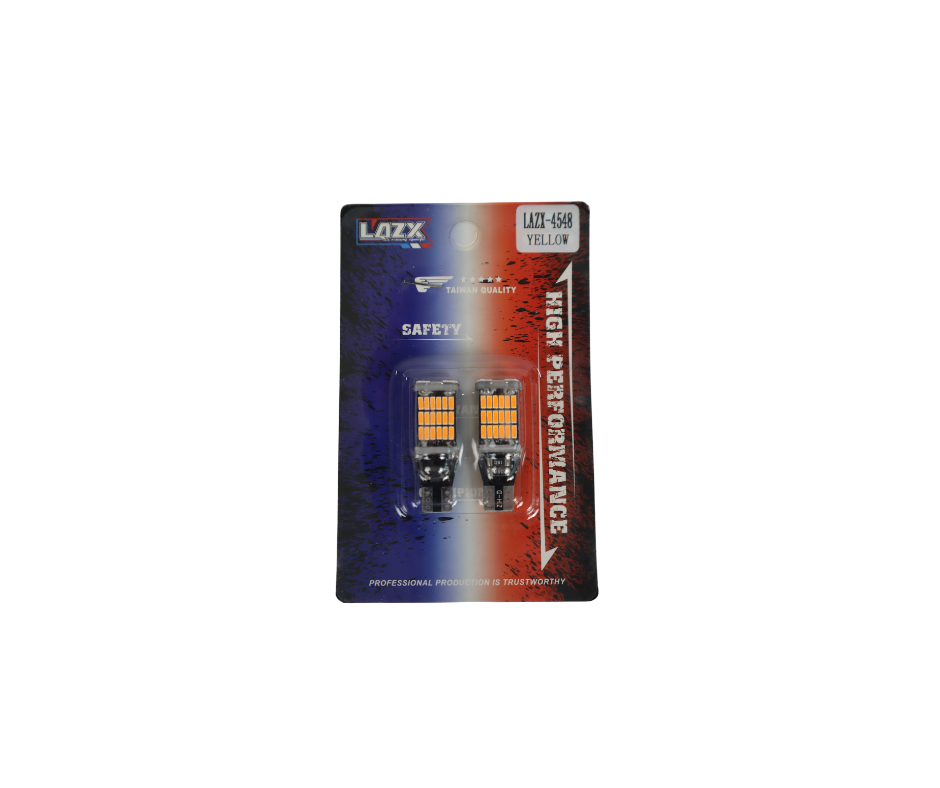 LAZX
LAZX-4548
YELLOW
TAIWAN QUALITY
SAFETY
HIGH PERFORMANCE
PROFESSIONAL PRODUCTION IS TRUSTWORTHY